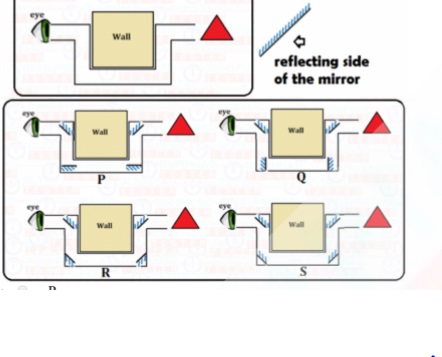 eye
Wall
reflecting side
of the mirror
eye
Wall
P
eye
Wall
Q
eye
Wall
R
eye
Wall
S